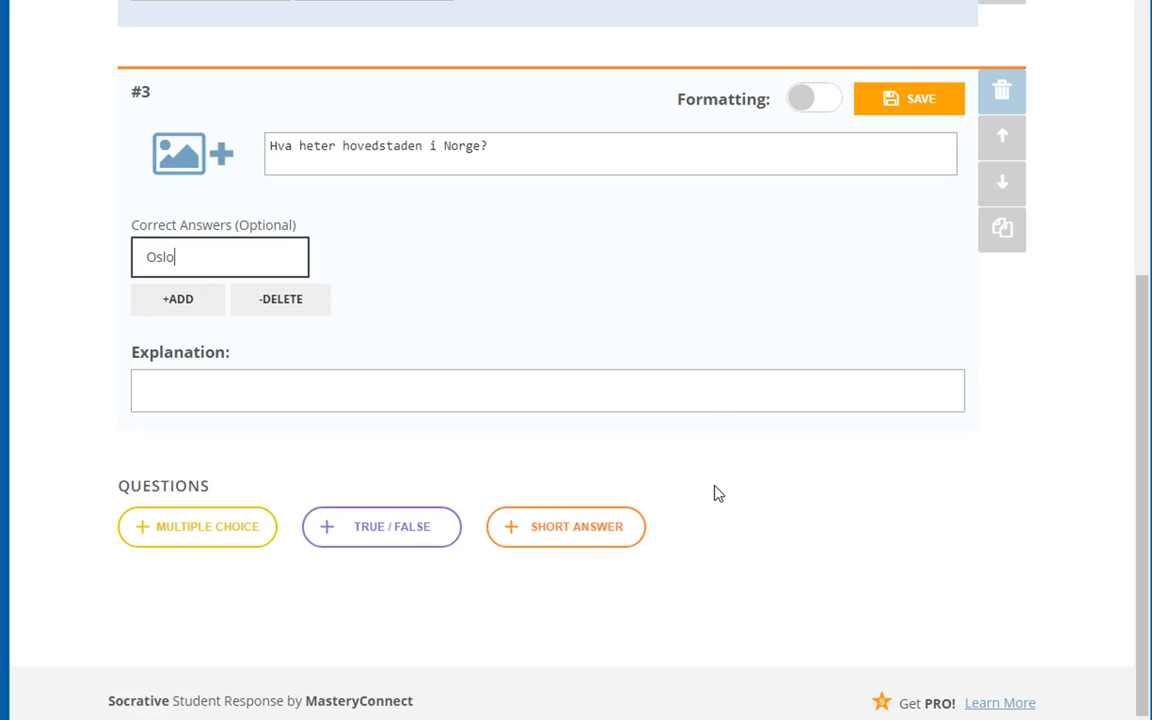 #3
Formatting:
SAVE
Hva heter hovedstaden i Norge?
Correct Answers (Optional)
Oslo
+ADD
-DELETE
Explanation:
QUESTIONS
+ MULTIPLE CHOICE
+ TRUE / FALSE
+ SHORT ANSWER
Socrative Student Response by MasteryConnect
Get PRO! Learn More